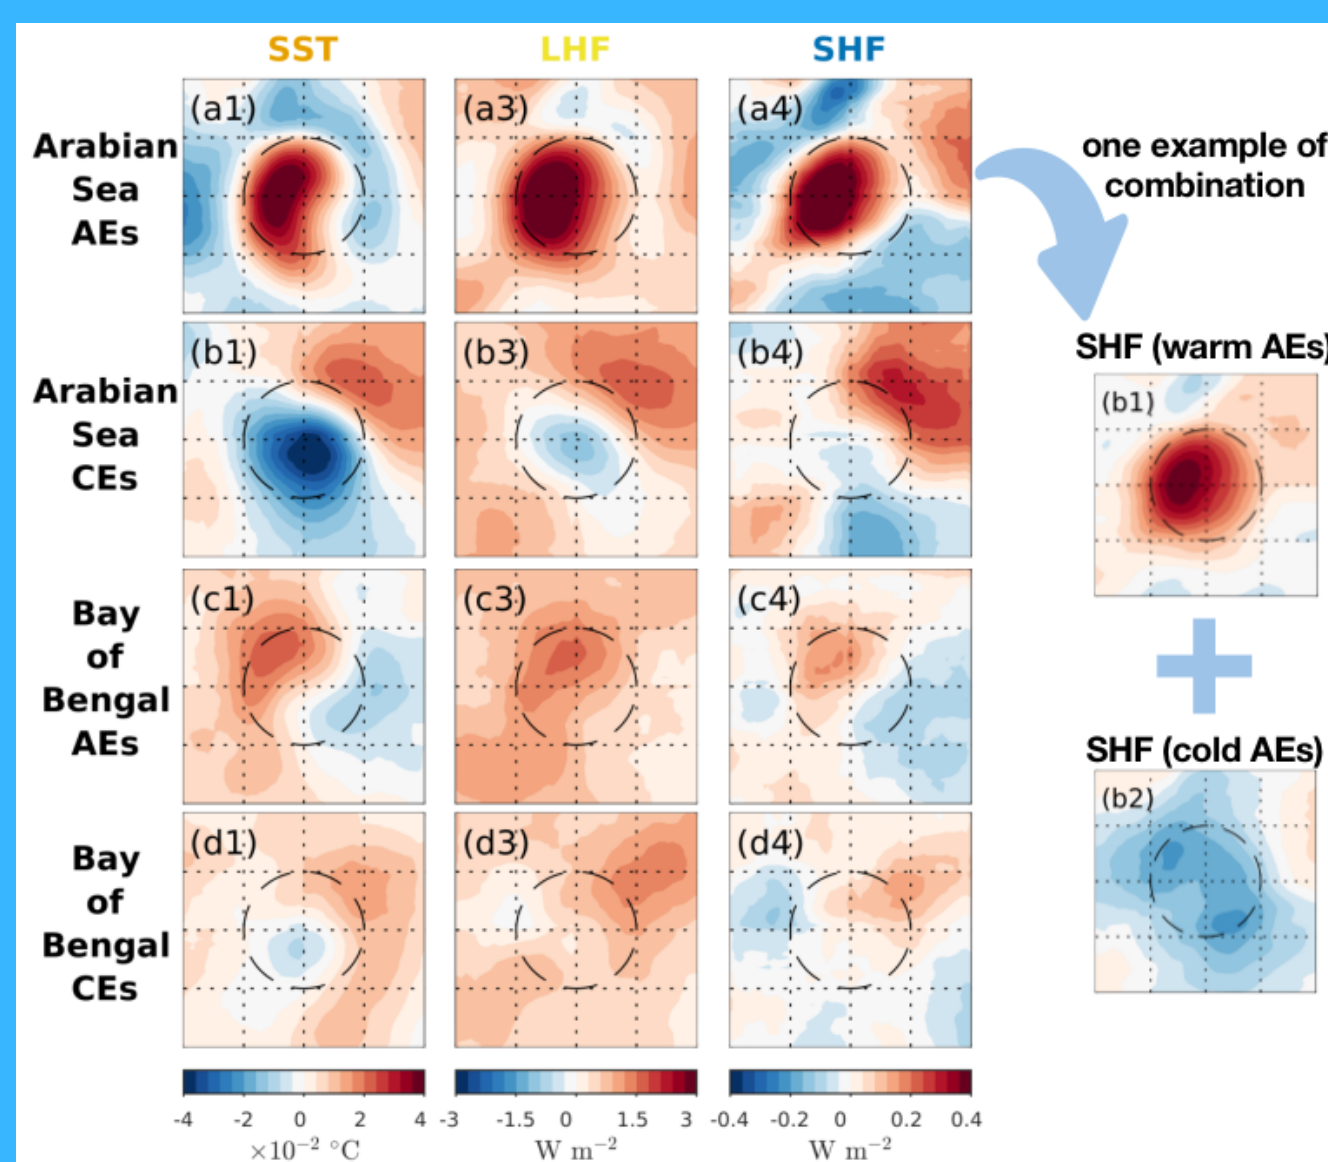 SST LHF SHF
(a1) (a3) (a4)
Arabian
Sea
AEs
one example of
combination
(b1) (b3) (b4)
Arabian
Sea
CEs
SHF (warm AEs)
(b1)
(c1) (c3) (c4)
Bay
of
Bengal
AEs
SHF (cold AEs)
(b2)
(d1) (d3) (d4)
Bay
of
Bengal
CEs
-4 -2 0 2 4
×10⁻² °C
-3 -1.5 0 1.5 3
W m⁻²
-0.4 -0.2 0 0.2 0.4
W m⁻²